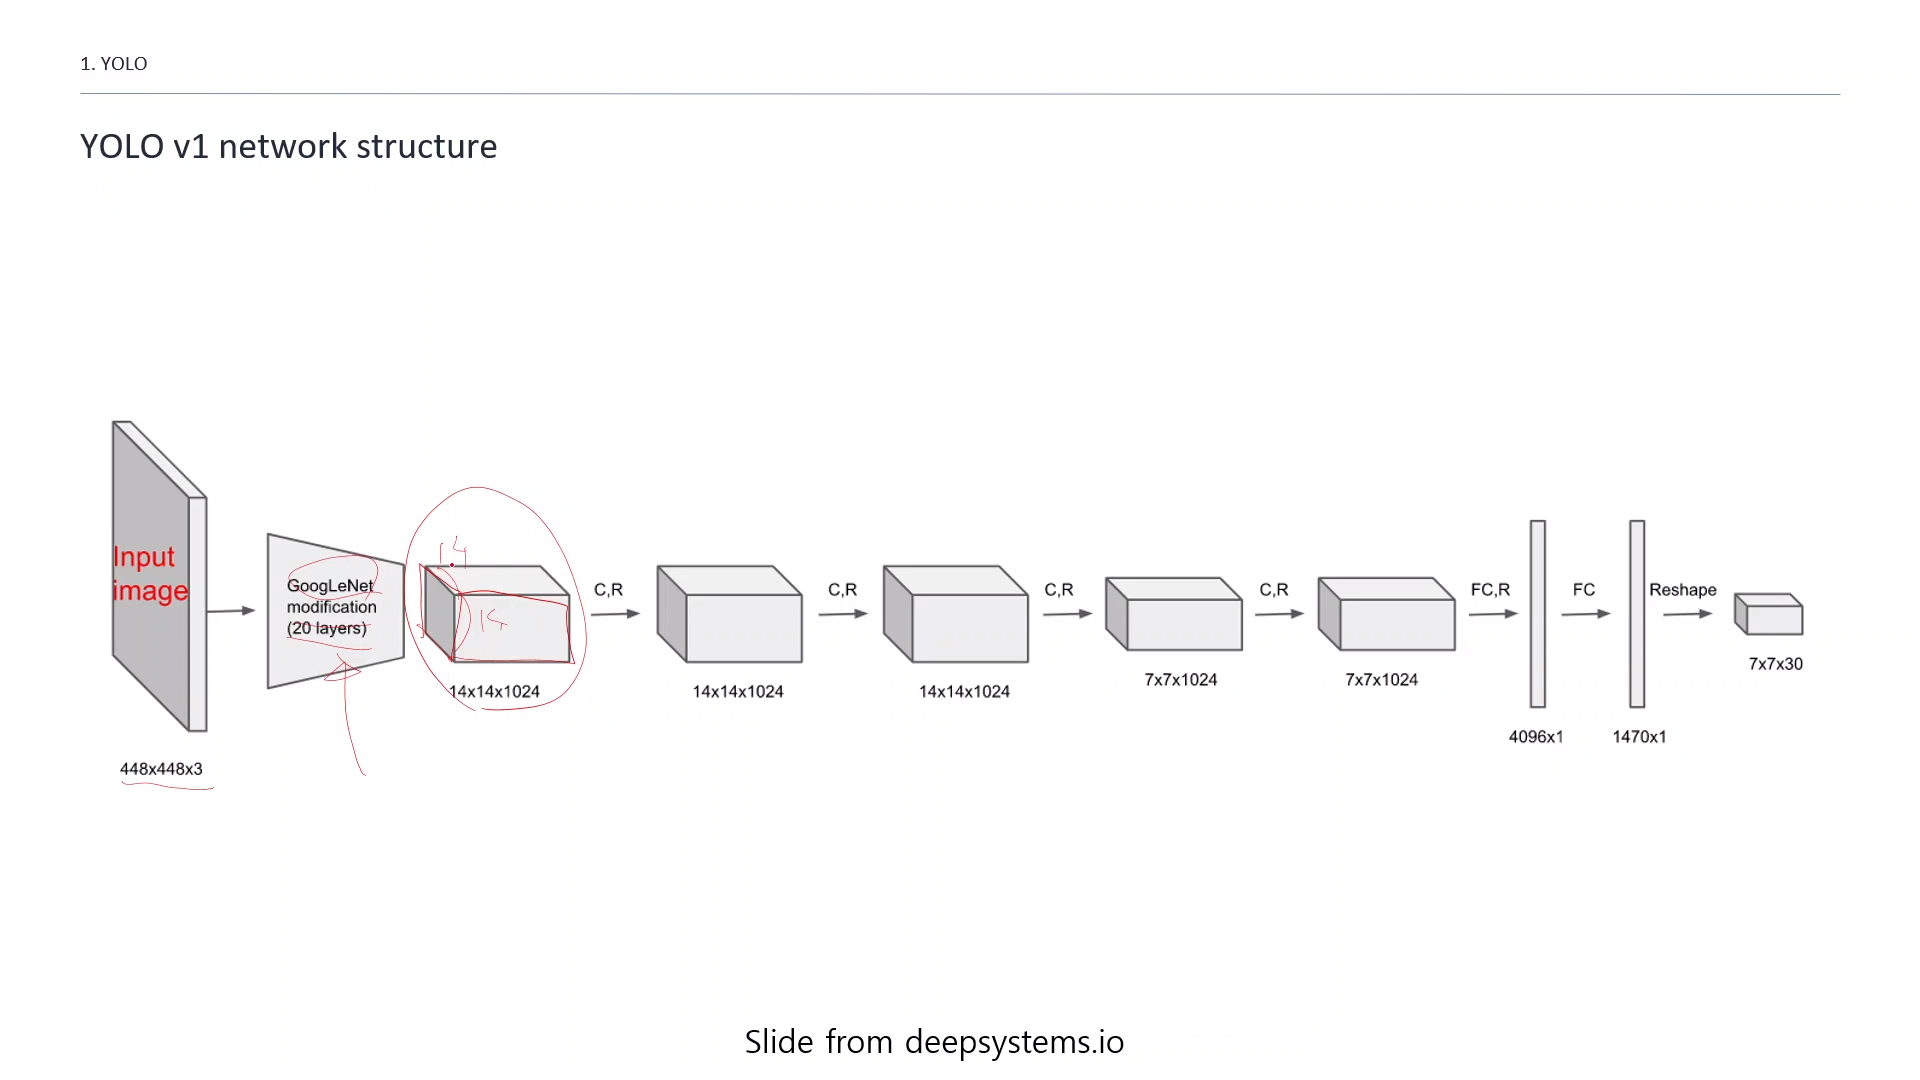 1. YOLO
YOLO v1 network structure
Input
image
448x448x3
GoogLeNet
modification
(20 layers)
14
14
14x14x1024
C,R
14x14x1024
C,R
14x14x1024
C,R
7x7x1024
C,R
7x7x1024
FC,R
4096x1
FC
1470x1
Reshape
7x7x30
Slide from deepsystems.io